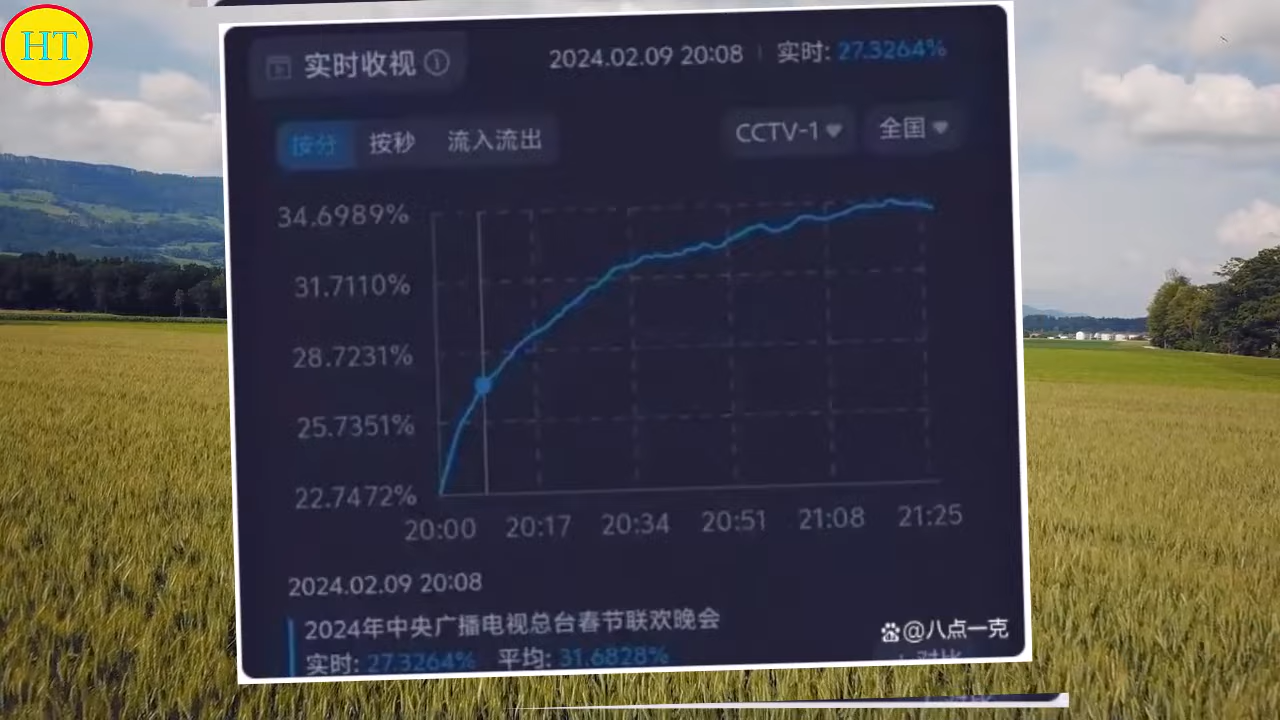 HT
实时收视
2024.02.09 20:08 实时: 27.3264%
按分 按秒 流入流出
CCTV-1 全国
34.6989%
31.7110%
28.7231%
25.7351%
22.7472%
20:00 20:17 20:34 20:51 21:08 21:25
2024.02.09 20:08
2024年中央广播电视总台春节联欢晚会
实时: 27.3264% 平均: 31.6828%
@八点一克
对比